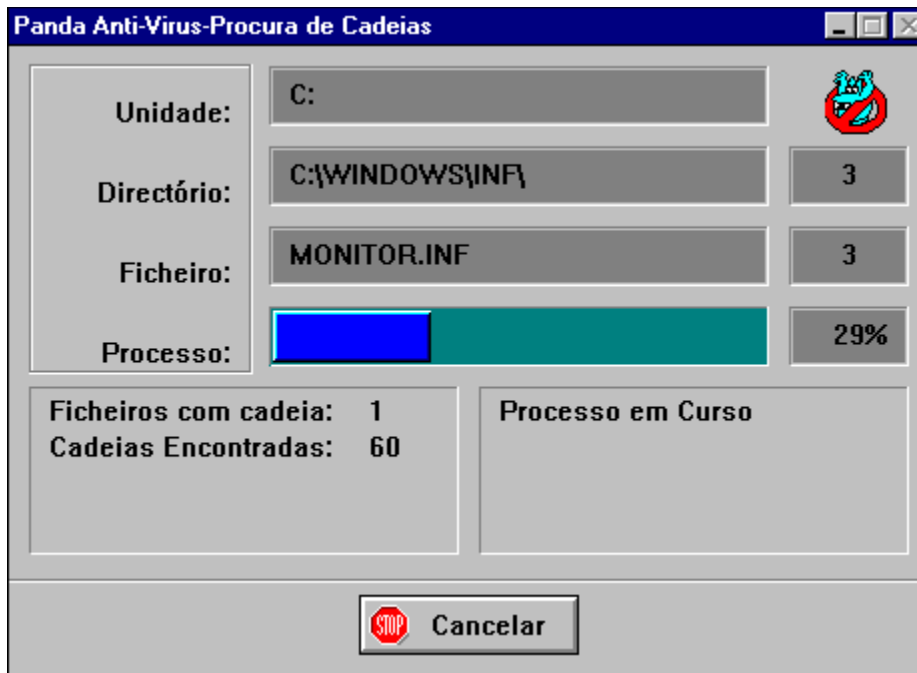 Panda Anti-Virus-Procura de Cadeias
Unidade: C:
Directório: C:\WINDOWS\INF\ 3
Ficheiro: MONITOR.INF 3
Processo: 29%
Ficheiros com cadeia: 1
Cadeias Encontradas: 60
Processo em Curso
STOP Cancelar